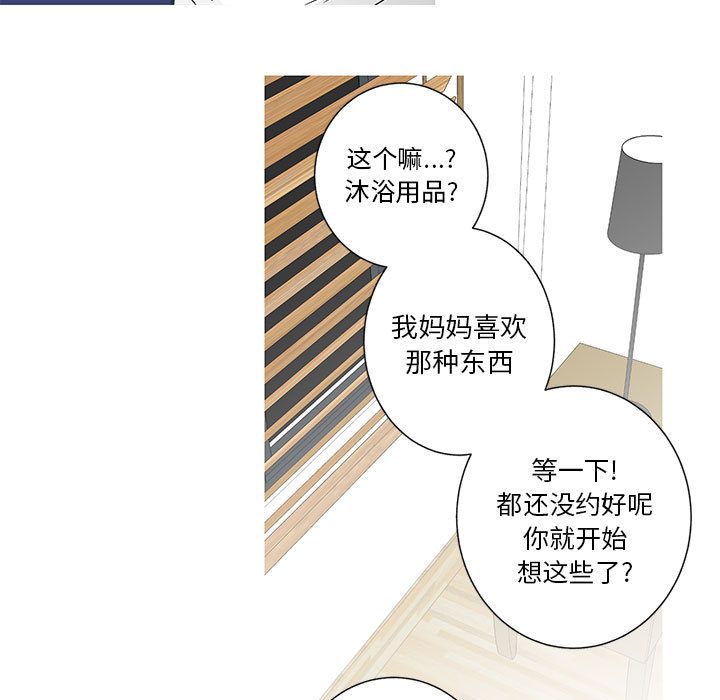 这个嘛...?
沐浴用品?
我妈妈喜欢
那种东西
等一下!
都还没约好呢
你就开始
想这些了?